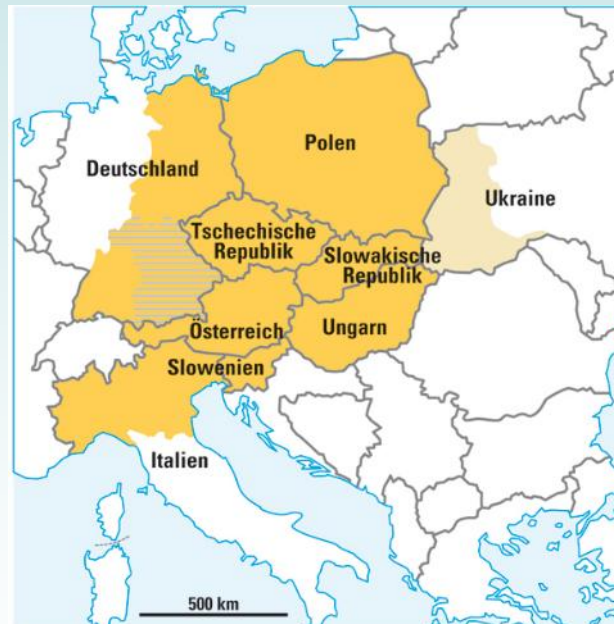 Polen
Deutschland
Ukraine
Tschechische
Republik
Slowakische
Republik
Österreich
Ungarn
Slowenien
Italien
500 km